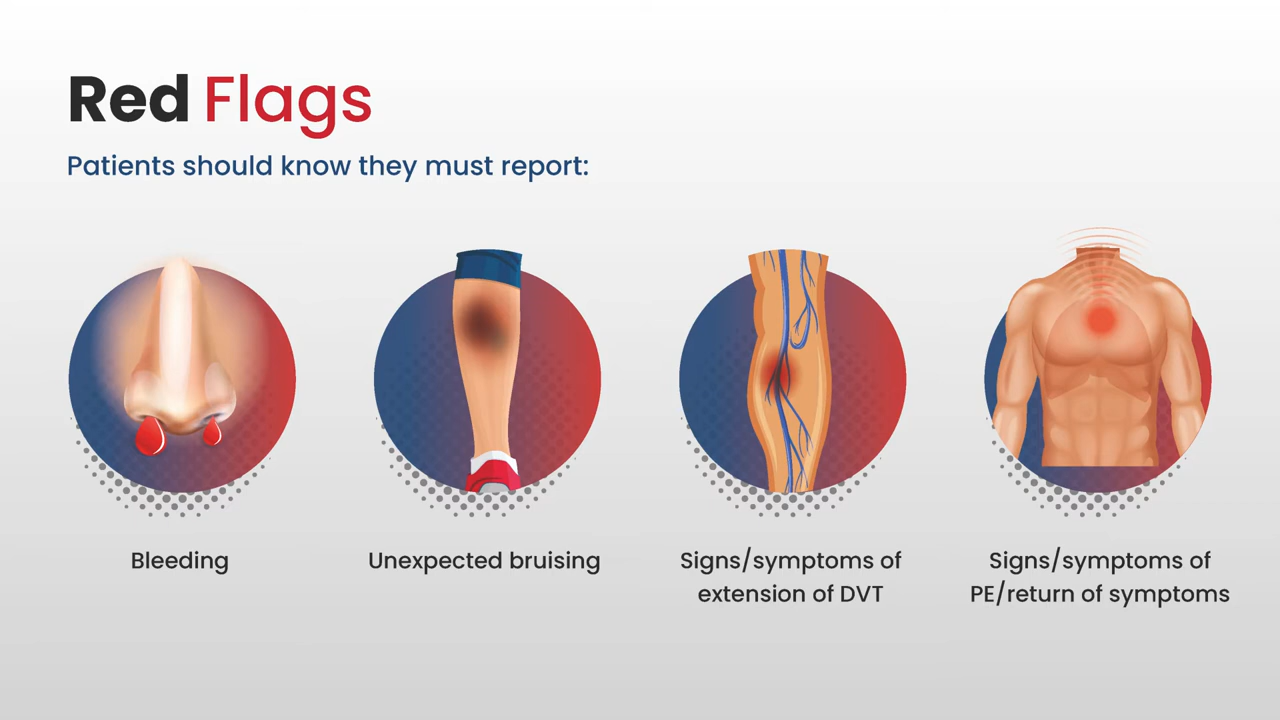 Red Flags
Patients should know they must report:
Bleeding
Unexpected bruising
Signs/symptoms of
extension of DVT
Signs/symptoms of
PE/return of symptoms